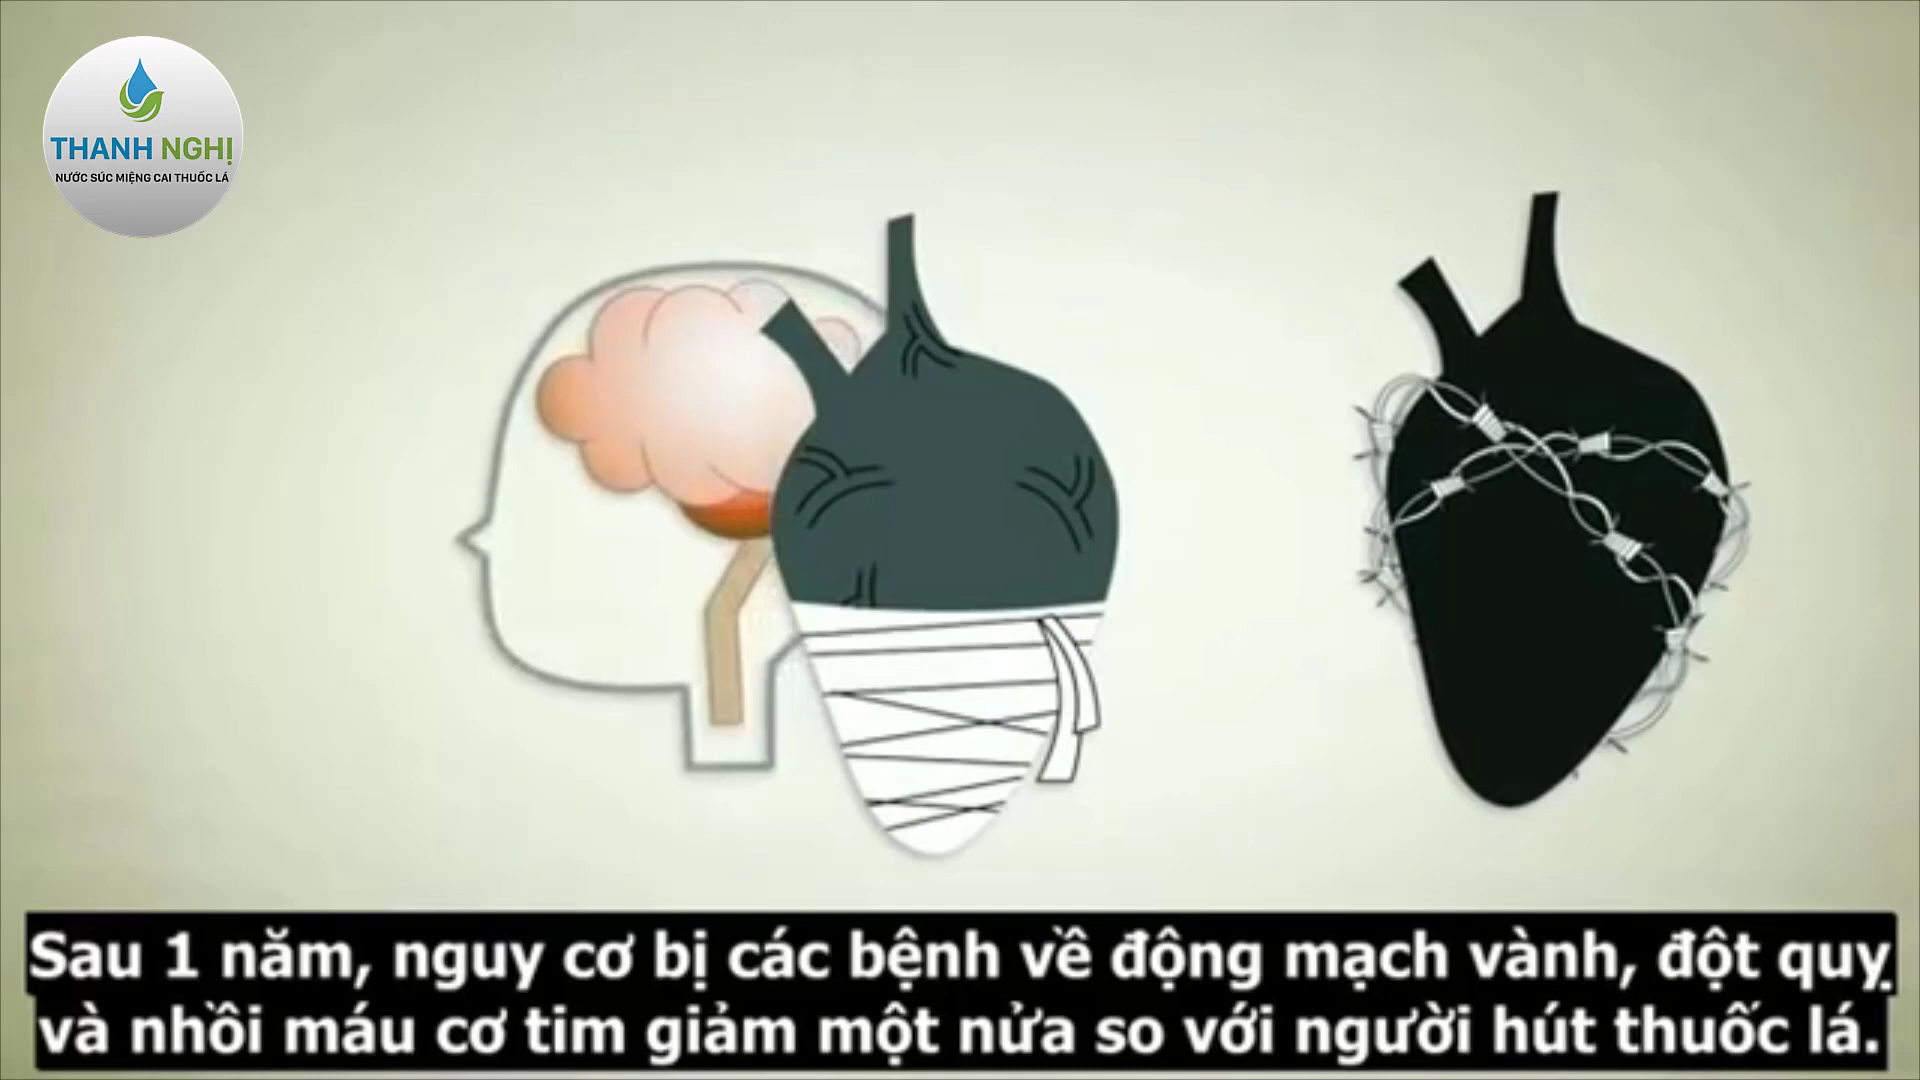 THANH NGHỊ
NƯỚC SÚC MIỆNG CAI THUỐC LÁ
Sau 1 năm, nguy cơ bị các bệnh về động mạch vành, đột quỵ
và nhồi máu cơ tim giảm một nửa so với người hút thuốc lá.